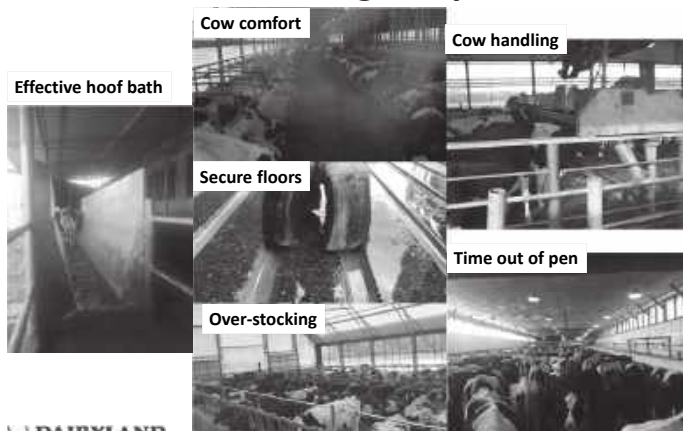 Cow comfort
Cow handling
Effective hoof bath
Secure floors
Time out of pen
Over-stocking